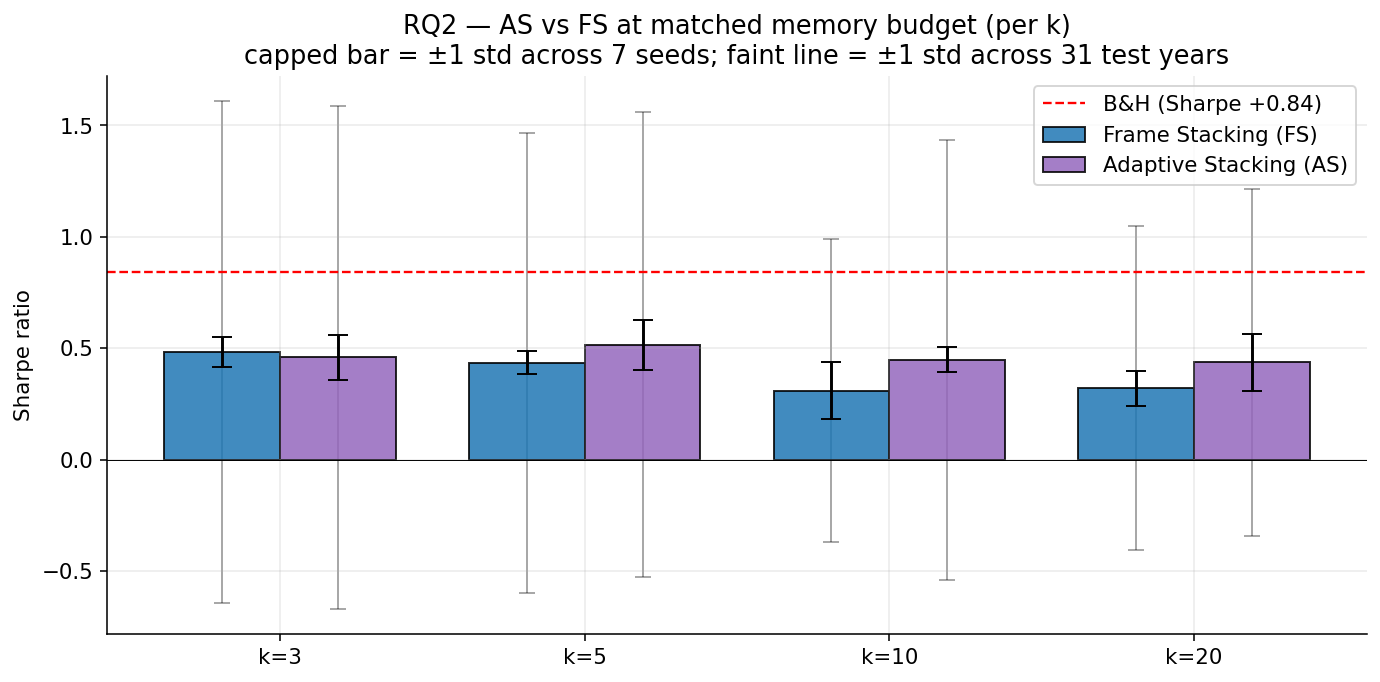 RQ2 — AS vs FS at matched memory budget (per k)
capped bar = ±1 std across 7 seeds; faint line = ±1 std across 31 test years
B&H (Sharpe +0.84)
Frame Stacking (FS)
Adaptive Stacking (AS)
Sharpe ratio
1.5
1.0
0.5
0.0
−0.5
k=3
k=5
k=10
k=20